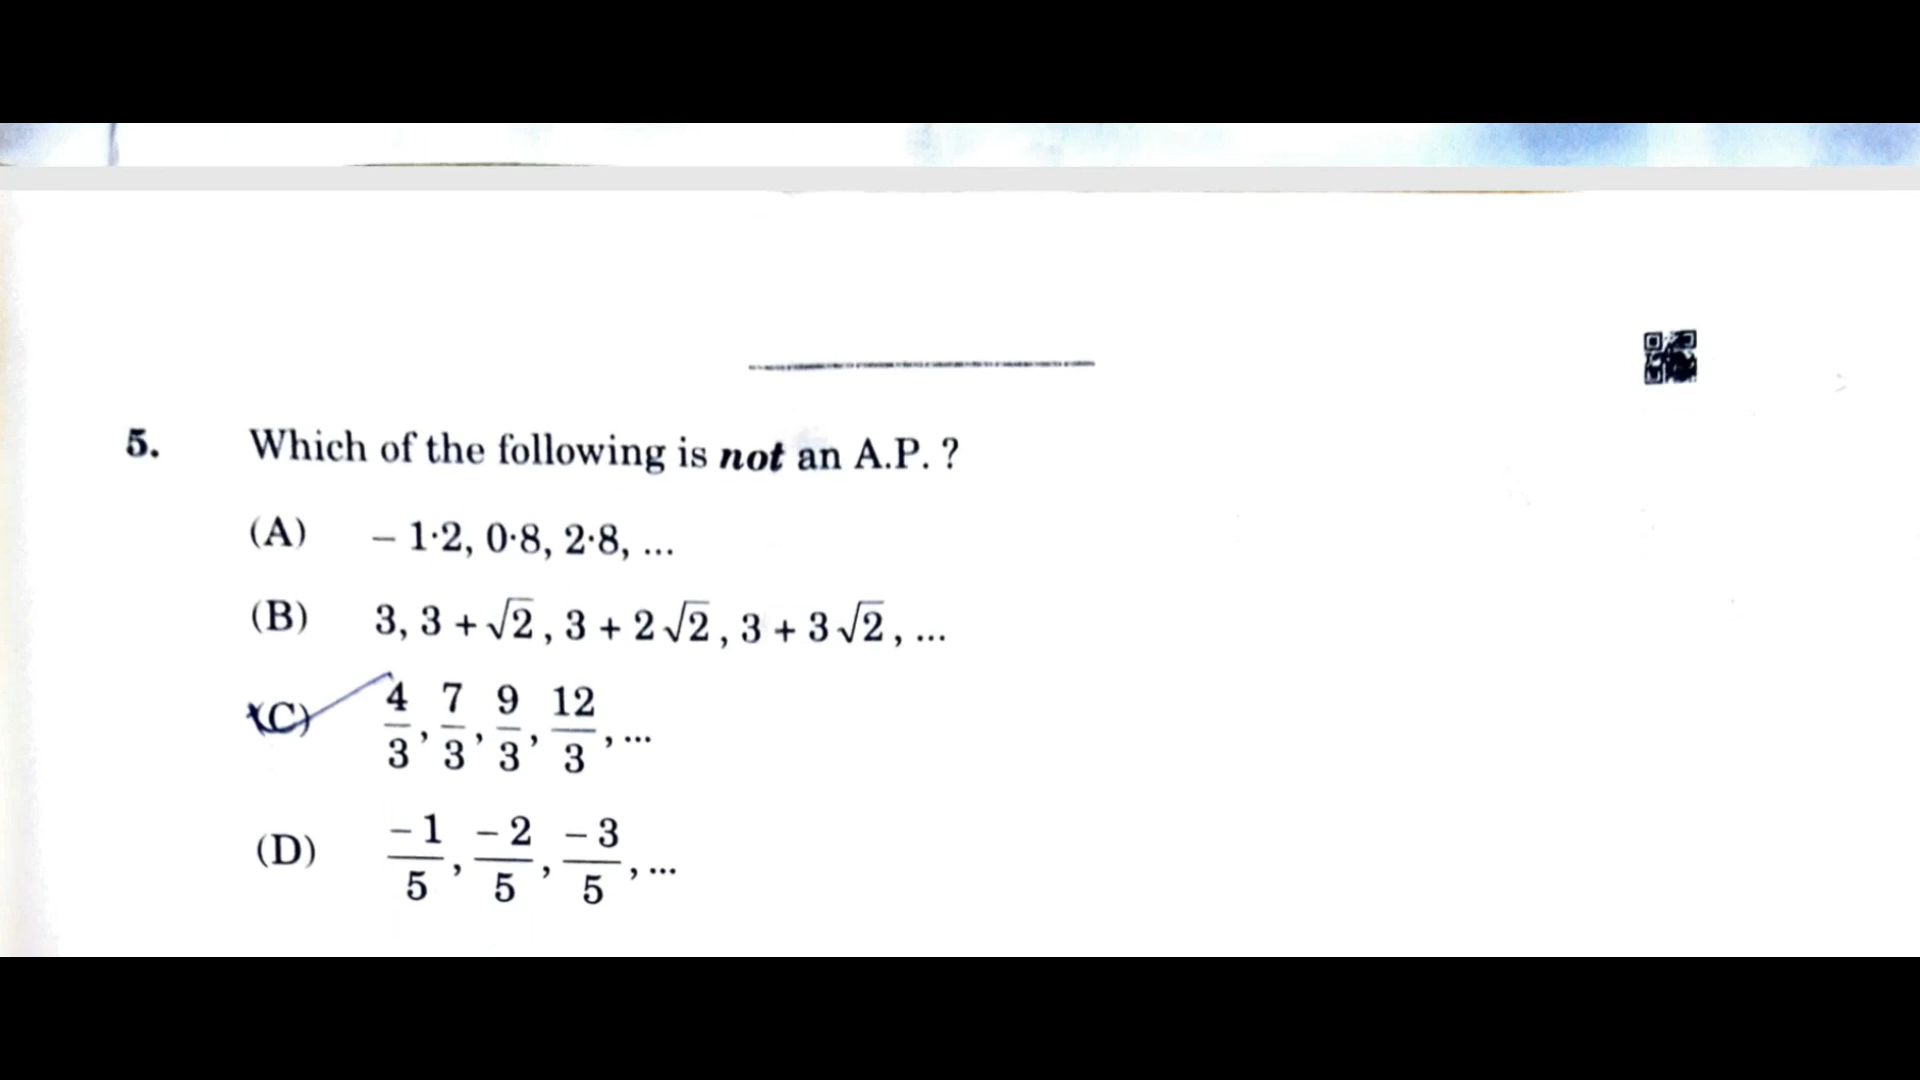 5. Which of the following is not an A.P. ?
(A) – 1·2, 0·8, 2·8, ...
(B) 3, 3 + √2 , 3 + 2 √2 , 3 + 3 √2 , ...
(C) 4/3, 7/3, 9/3, 12/3, ...
(D) –1/5, –2/5, –3/5, ...